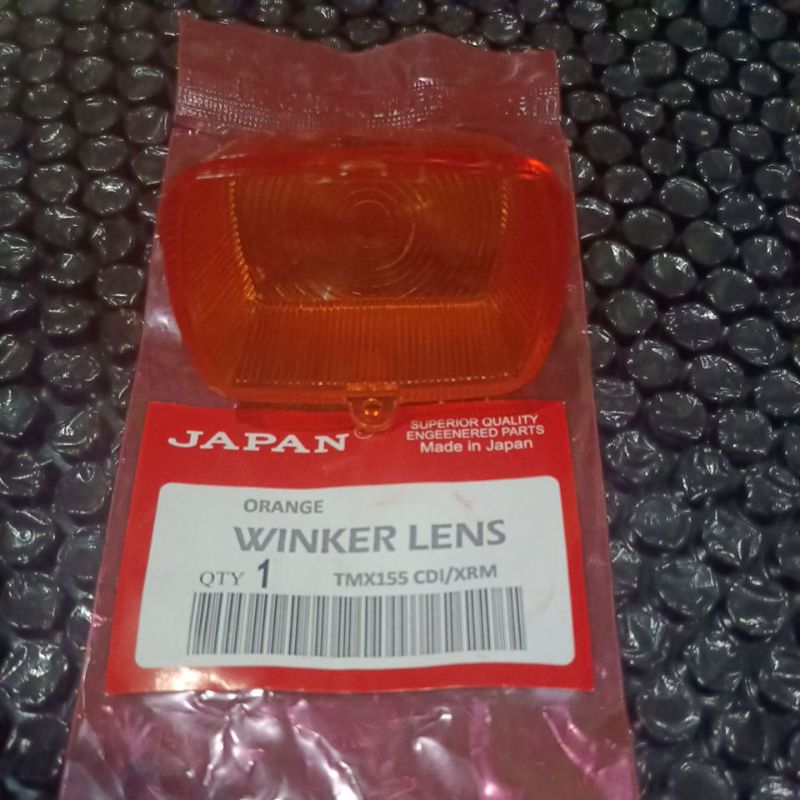 JAPAN®
SUPERIOR QUALITY
ENGEENERED PARTS
Made in Japan
ORANGE
WINKER LENS
QTY 1 TMX155 CDI/XRM